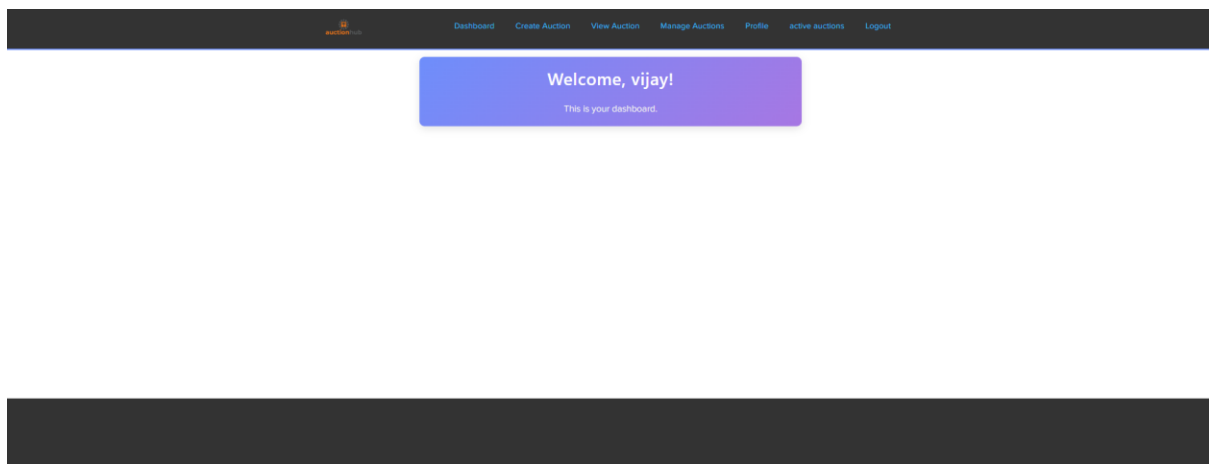 auctionhub
Dashboard Create Auction View Auction Manage Auctions Profile active auctions Logout
Welcome, vijay!
This is your dashboard.